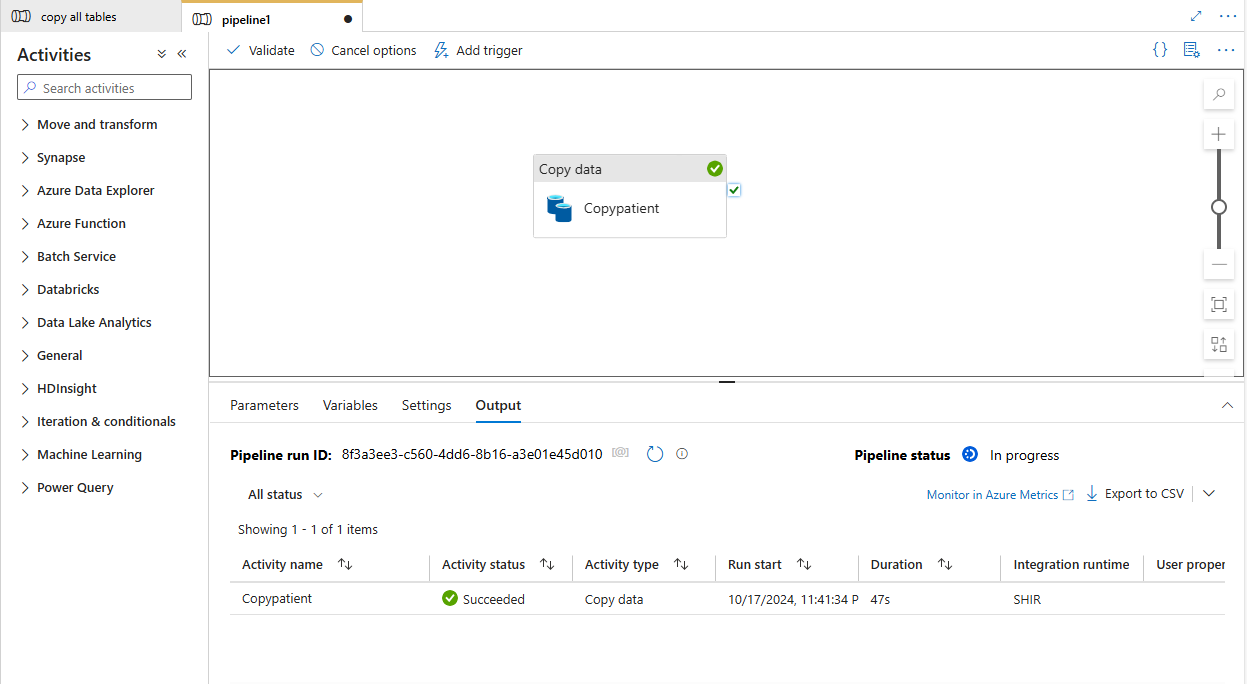 copy all tables
pipeline1
Activities
Validate
Cancel options
Add trigger
Search activities
Move and transform
Synapse
Azure Data Explorer
Azure Function
Batch Service
Databricks
Data Lake Analytics
General
HDInsight
Iteration & conditionals
Machine Learning
Power Query
Copy data
Copypatient
Parameters Variables Settings Output
Pipeline run ID: 8f3a3ee3-c560-4dd6-8b16-a3e01e45d010
Pipeline status In progress
All status
Monitor in Azure Metrics Export to CSV
Showing 1 - 1 of 1 items
Activity name Activity status Activity type Run start Duration Integration runtime User proper
Copypatient Succeeded Copy data 10/17/2024, 11:41:34 P 47s SHIR